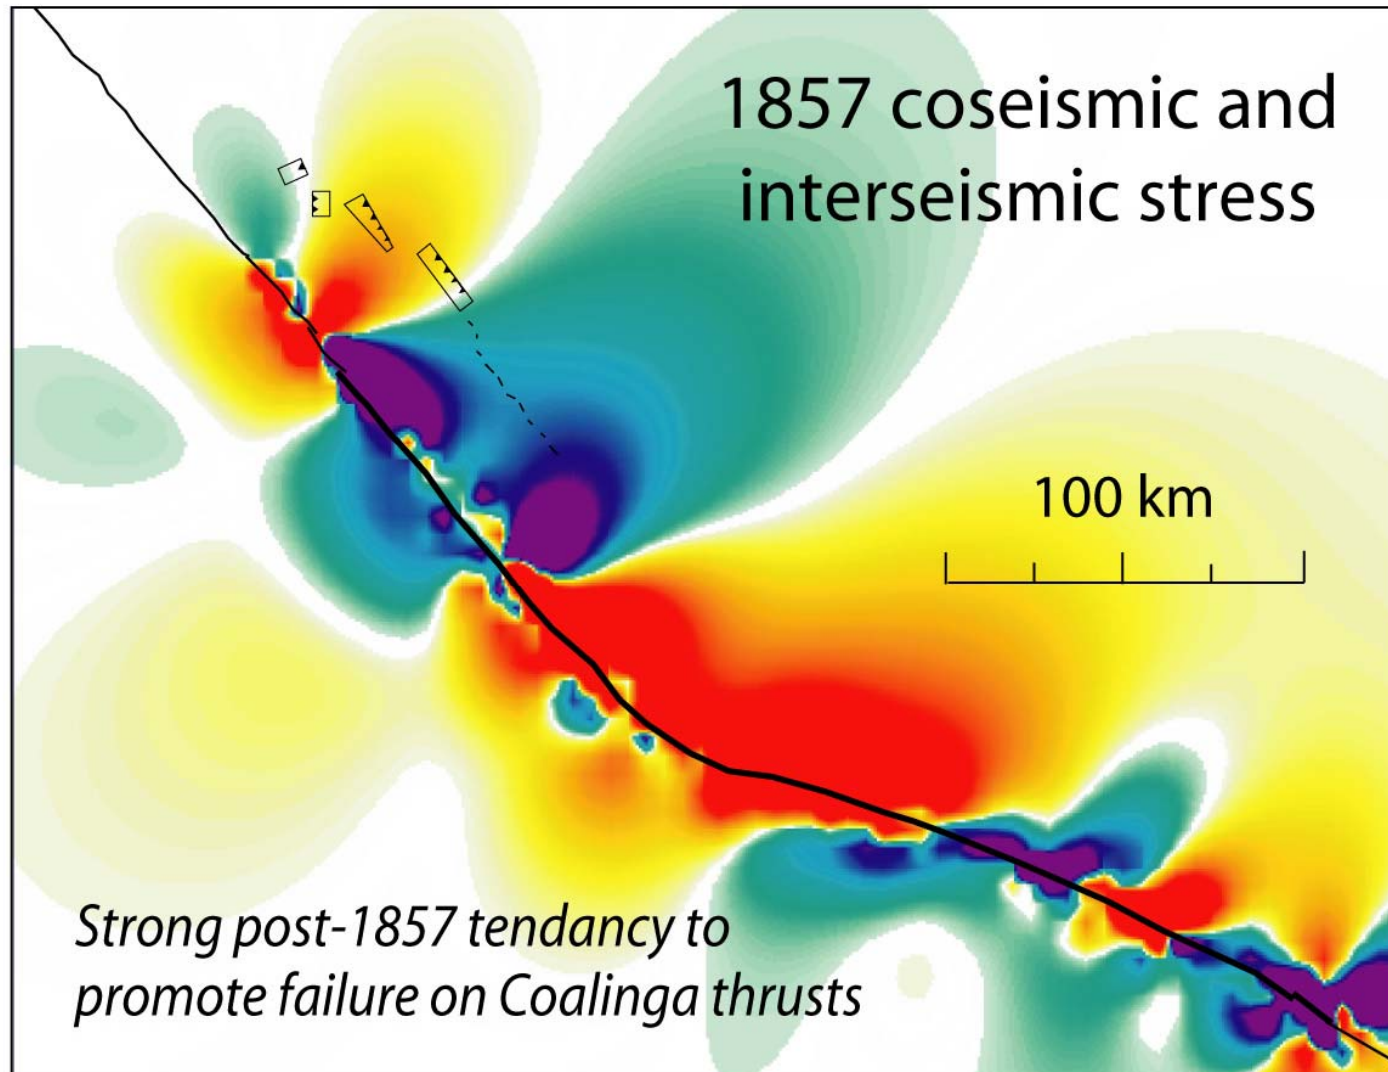 1857 coseismic and
interseismic stress
100 km
Strong post-1857 tendancy to
promote failure on Coalinga thrusts